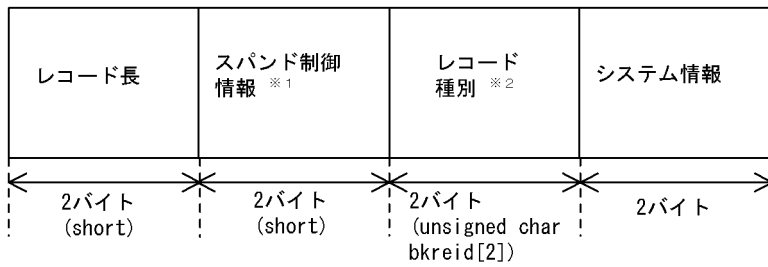 レコード長
スパンド制御
情報 ※1
レコード
種別 ※2
システム情報
2バイト
(short)
2バイト
(short)
2バイト
(unsigned char
bkreid[2])
2バイト